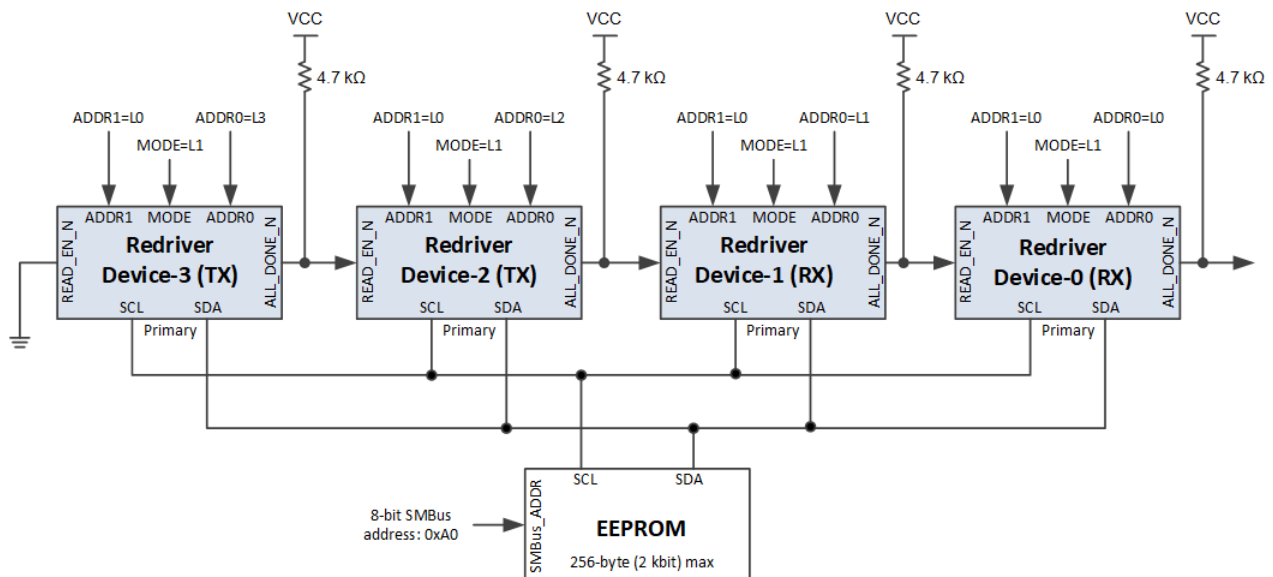 VCC
VCC
VCC
VCC
4.7 kΩ
4.7 kΩ
4.7 kΩ
4.7 kΩ
ADDR1=L0
ADDR0=L3
MODE=L1
ADDR1=L0
ADDR0=L2
MODE=L1
ADDR1=L0
ADDR0=L1
MODE=L1
ADDR1=L0
ADDR0=L0
MODE=L1
READ_EN_N
ADDR1
MODE
ADDR0
ALL_DONE_N
Redriver
Device-3 (TX)
SCL
SDA
Primary
READ_EN_N
ADDR1
MODE
ADDR0
ALL_DONE_N
Redriver
Device-2 (TX)
SCL
SDA
Primary
READ_EN_N
ADDR1
MODE
ADDR0
ALL_DONE_N
Redriver
Device-1 (RX)
SCL
SDA
Primary
READ_EN_N
ADDR1
MODE
ADDR0
ALL_DONE_N
Redriver
Device-0 (RX)
SCL
SDA
Primary
8-bit SMBus
address: 0xA0
SMBus_ADDR
SCL
SDA
EEPROM
256-byte (2 kbit) max